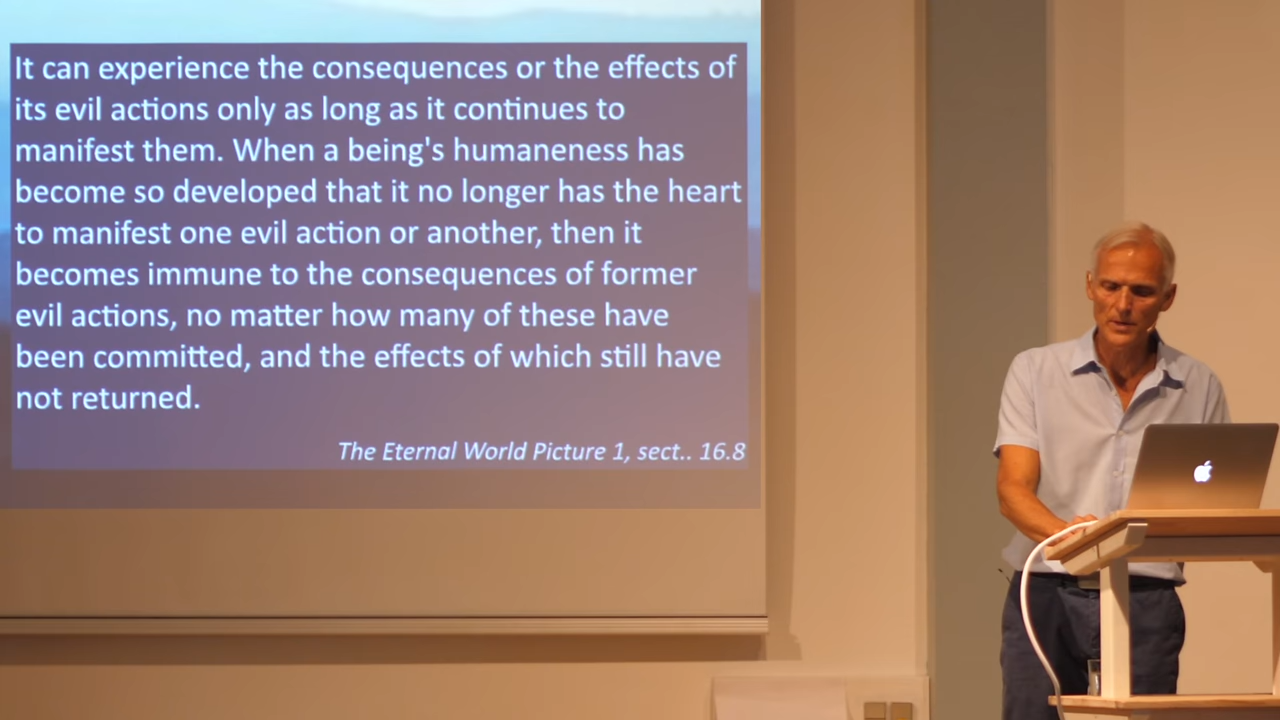 It can experience the consequences or the effects of
its evil actions only as long as it continues to
manifest them. When a being's humaneness has
become so developed that it no longer has the heart
to manifest one evil action or another, then it
becomes immune to the consequences of former
evil actions, no matter how many of these have
been committed, and the effects of which still have
not returned.
The Eternal World Picture 1, sect.. 16.8